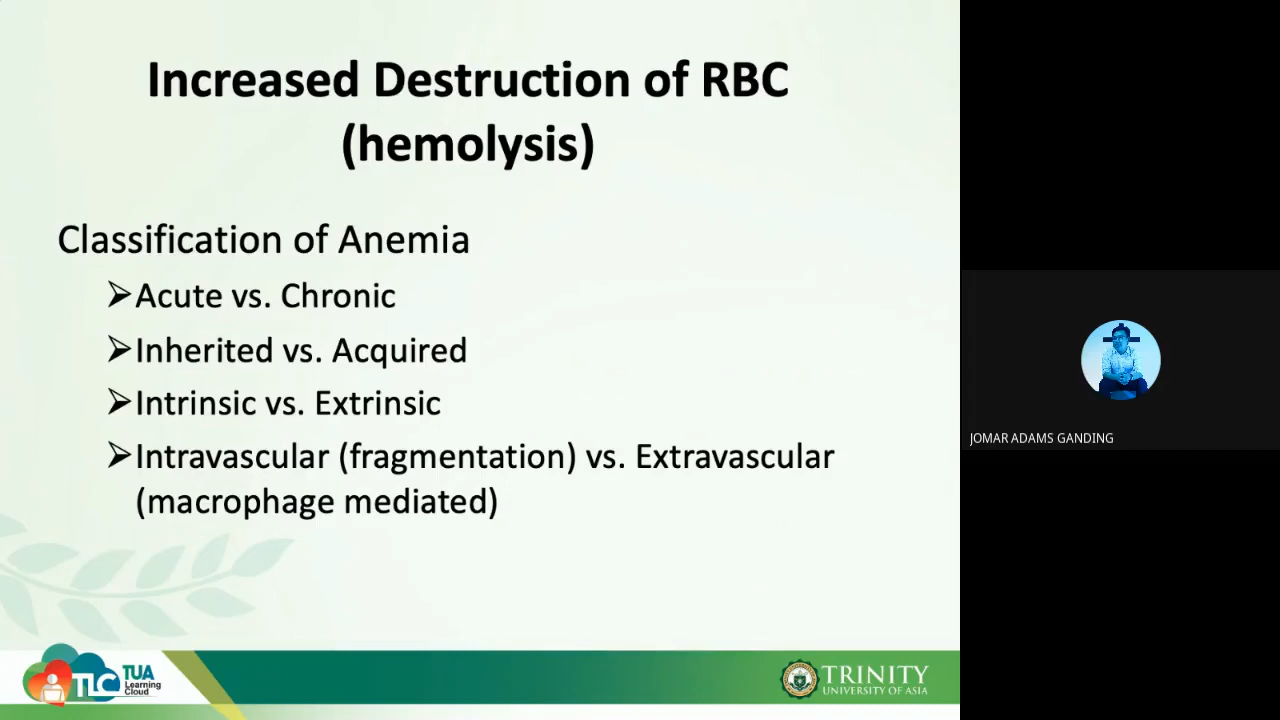 Increased Destruction of RBC
(hemolysis)
Classification of Anemia
➢Acute vs. Chronic
➢Inherited vs. Acquired
➢Intrinsic vs. Extrinsic
➢Intravascular (fragmentation) vs. Extravascular
(macrophage mediated)
JOMAR ADAMS GANDING
TLC TUA
Learning
Cloud
TRINITY
UNIVERSITY OF ASIA